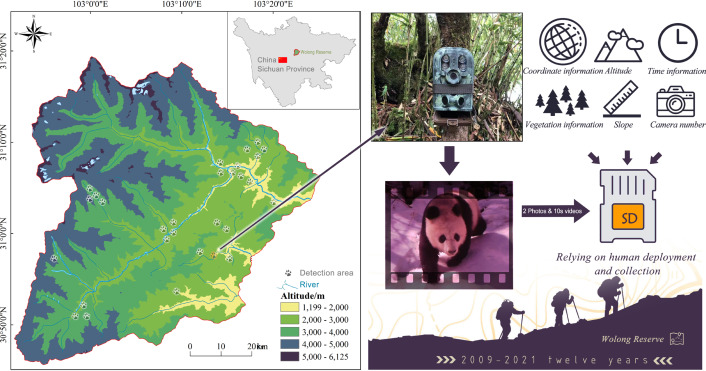 103°0'0"E
103°10'0"E
103°20'0"E
31°20'0"N
31°10'0"N
31°0'0"N
30°50'0"N
N
S
W
E
Wolong Reserve
China
Sichuan Province
Detection area
River
Altitude/m
1,199 - 2,000
2,000 - 3,000
3,000 - 4,000
4,000 - 5,000
5,000 - 6,125
0 10 20 km
Coordinate information
Altitude
Time information
Vegetation information
Slope
Camera number
2 Photos & 10s videos
SD
Relying on human deployment
and collection
Wolong Reserve
2009-2021 twelve years